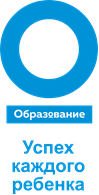 Образование
Успех
каждого
ребенка